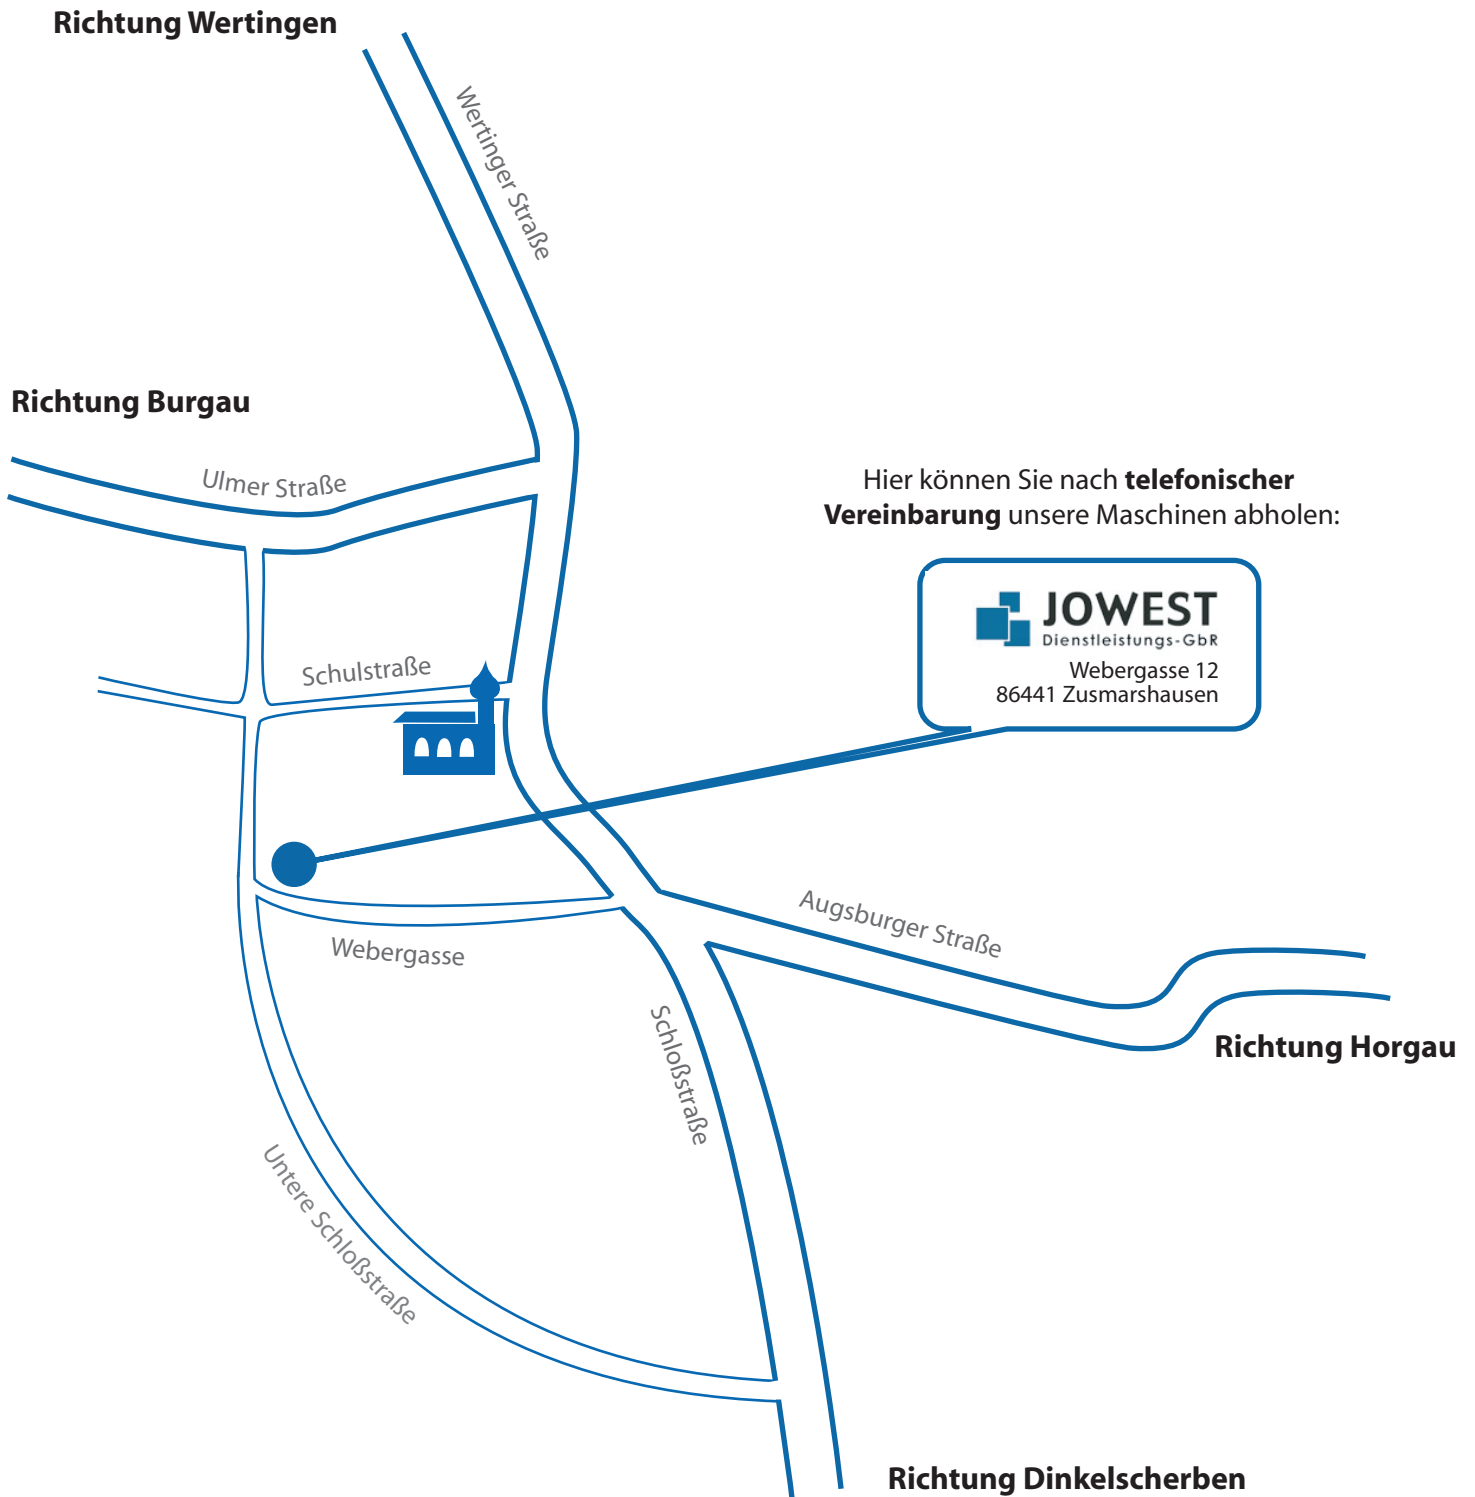 Richtung Wertingen
Wertinger Straße
Richtung Burgau
Ulmer Straße
Hier können Sie nach telefonischer
Vereinbarung unsere Maschinen abholen:
JOWEST
Dienstleistungs-GbR
Webergasse 12
86441 Zusmarshausen
Schulstraße
Augsburger Straße
Webergasse
Schloßstraße
Richtung Horgau
Untere Schloßstraße
Richtung Dinkelscherben